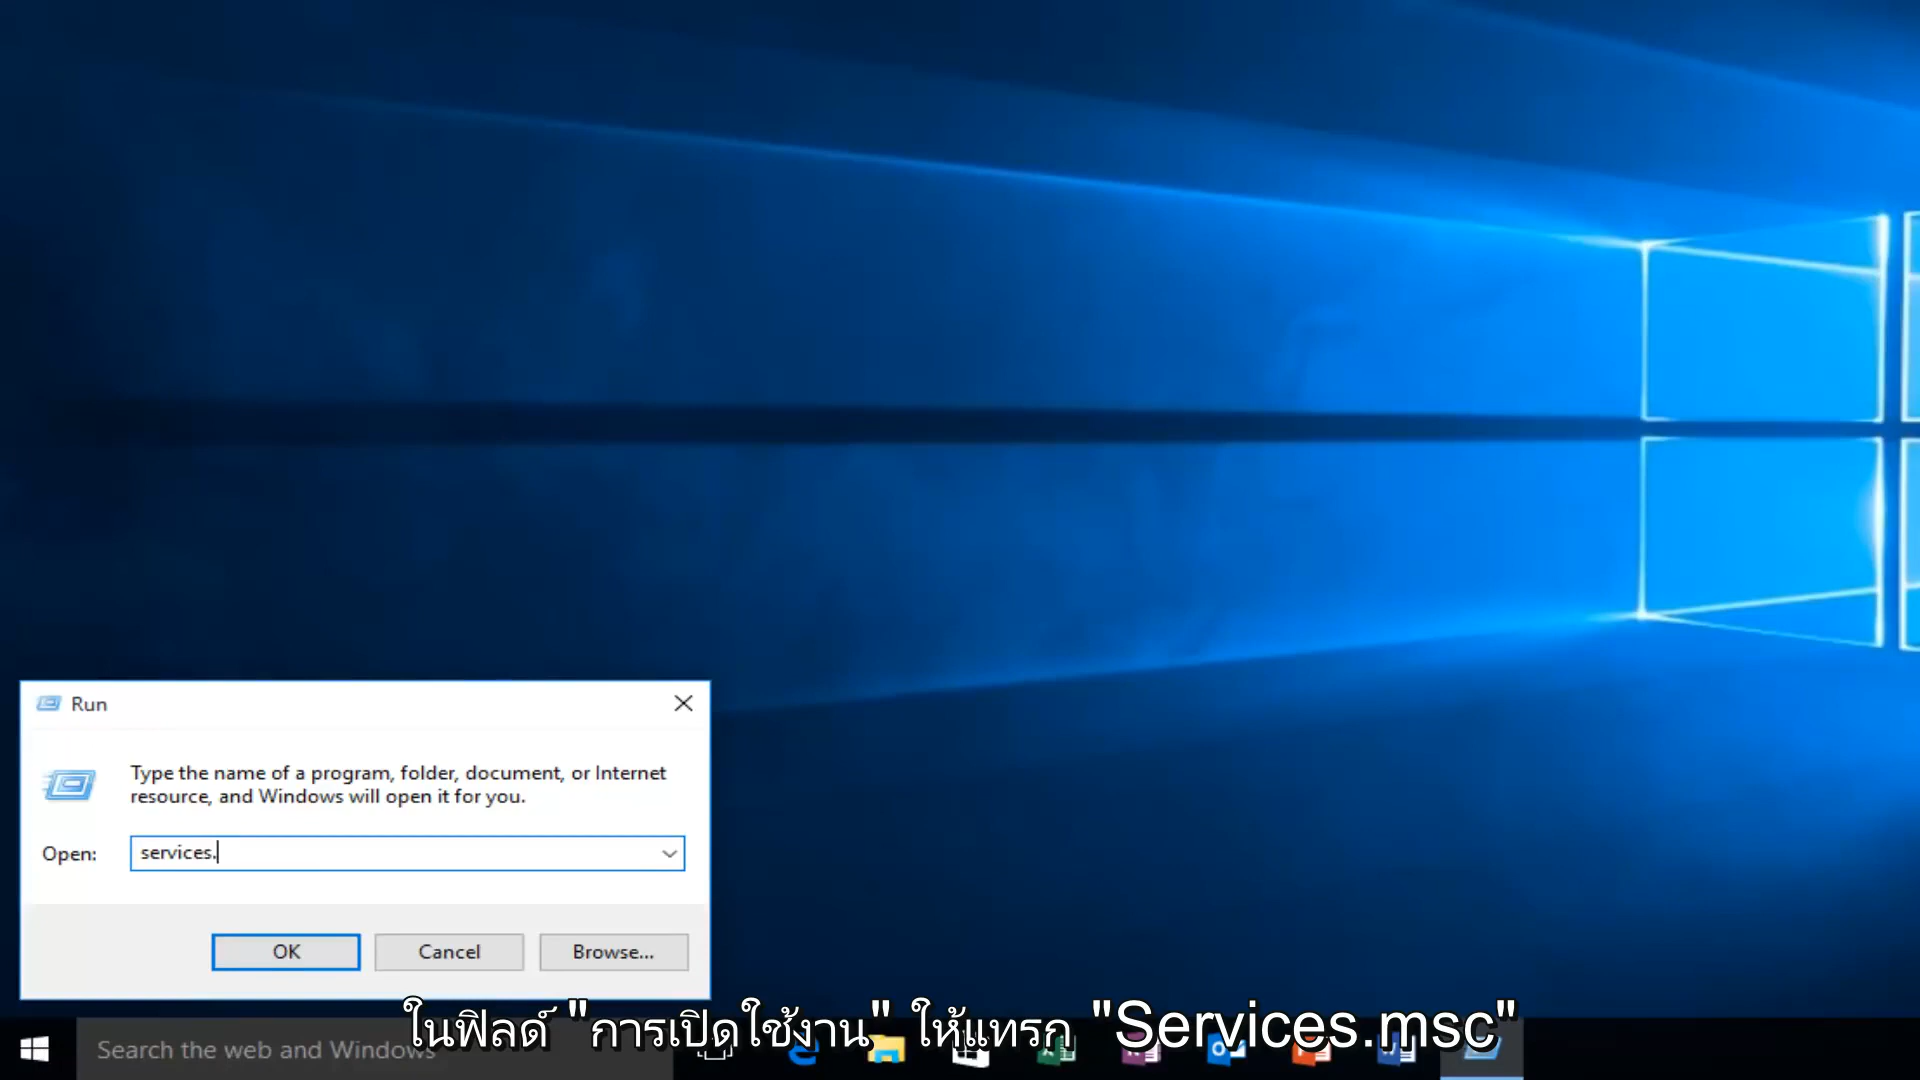 Run
Type the name of a program, folder, document, or Internet
resource, and Windows will open it for you.
Open:
services.
OK
Cancel
Browse...
ในฟิลด์ "การเปิดใช้งาน" ให้แทรก "Services.msc"
Search the web and Windows